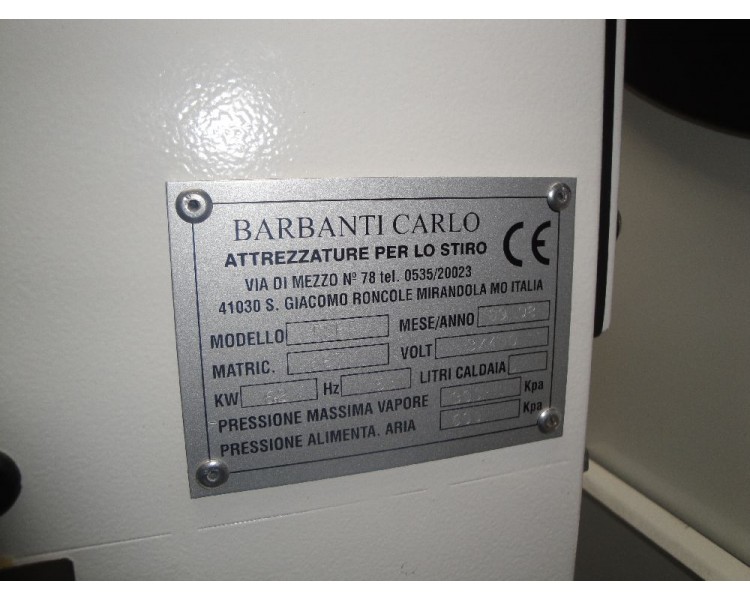 BARBANTI CARLO
ATTREZZATURE PER LO STIRO
CE
VIA DI MEZZO Nº 78 tel. 0535/20023
41030 S. GIACOMO RONCOLE MIRANDOLA MO ITALIA
MODELLO MESE/ANNO
MATRIC. VOLT
KW Hz LITRI CALDAIA
PRESSIONE MASSIMA VAPORE Kpa
PRESSIONE ALIMENTA. ARIA Kpa